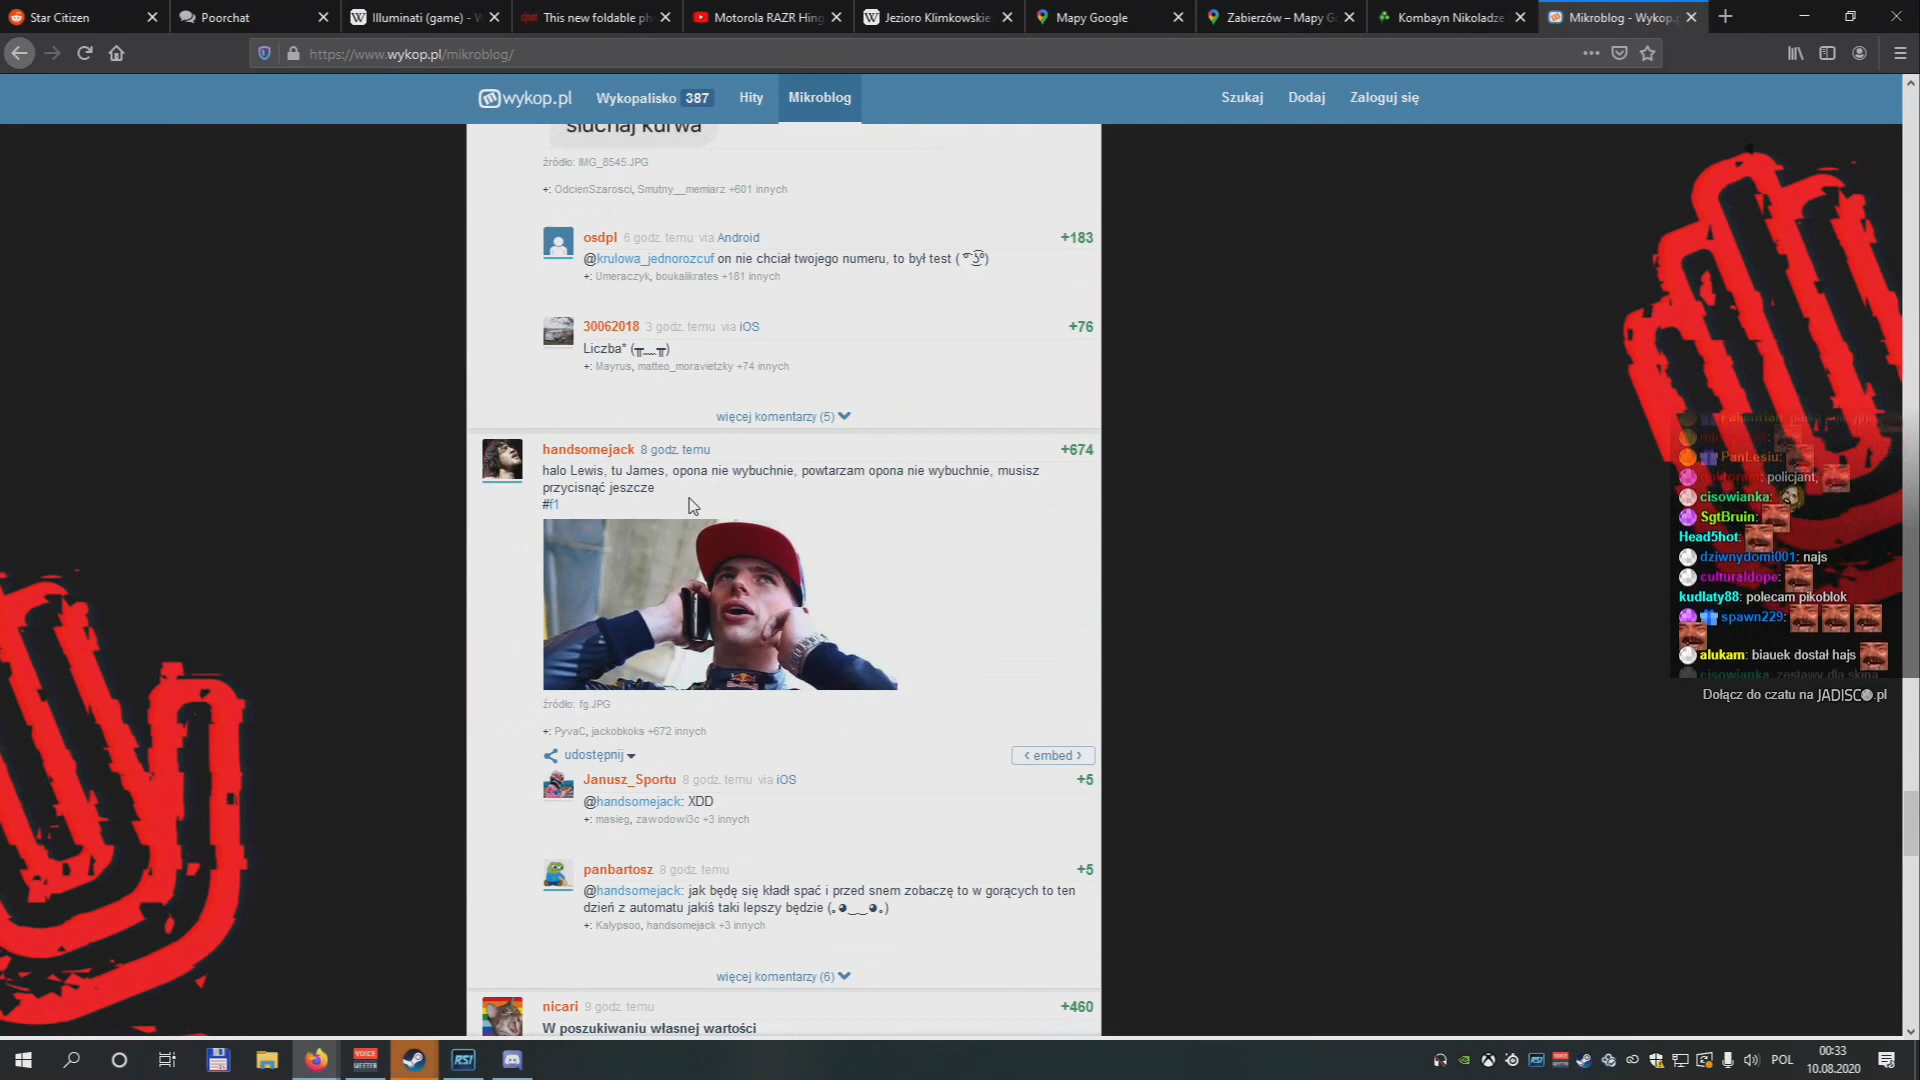 Star Citizen
Poorchat
Illuminati (game) - W
This new foldable ph
Motorola RAZR Hing
Jezioro Klimkowskie
Mapy Google
Zabierzów – Mapy G
Kombayn Nikoladze
Mikroblog - Wykop.p
https://www.wykop.pl/mikroblog/
wykop.pl
Wykopalisko 387
Hity
Mikroblog
Szukaj
Dodaj
Zaloguj się
słuchaj kurwa
źródło: IMG_8545.JPG
+: OdcienSzarosci, Smutny__memiarz +601 innych
osdpl 6 godz. temu via Android +183
@krulowa_jednorozcuf on nie chciał twojego numeru, to był test ( ͡° ͜ʖ ͡°)
+: Umeraczyk, boukalikrates +181 innych
30062018 3 godz. temu via iOS +76
Liczba* (╥﹏╥)
+: Mayrus, matteo_moravietzky +74 innych
więcej komentarzy (5)
handsomejack 8 godz. temu +674
halo Lewis, tu James, opona nie wybuchnie, powtarzam opona nie wybuchnie, musisz
przycisnąć jeszcze
#f1
źródło: fg.JPG
+: PyvaC, jackobkoks +672 innych
udostępnij
‹ embed ›
Janusz_Sportu 8 godz. temu via iOS +5
@handsomejack: XDD
+: masieg, zawodowi3c +3 innych
panbartosz 8 godz. temu +5
@handsomejack: jak będę się kładł spać i przed snem zobaczę to w gorących to ten
dzień z automatu jakiś taki lepszy będzie (｡◕‿‿◕｡)
+: Kalypsoo, handsomejack +3 innych
więcej komentarzy (6)
nicari 9 godz. temu +460
W poszukiwaniu własnej wartości
PanLesiu:
policjant,
cisowianka:
SgtBruin:
Head5hot:
dziwnydomi001: najs
culturaldope:
kudlaty88: polecam pikoblok
spawn229:
alukam: biauek dostał hajs
cisowianka: zestawy dla skina
Dołącz do czatu na JADISCO.pl
VOICE
MEETER
RSI
POL
00:33
10.08.2020